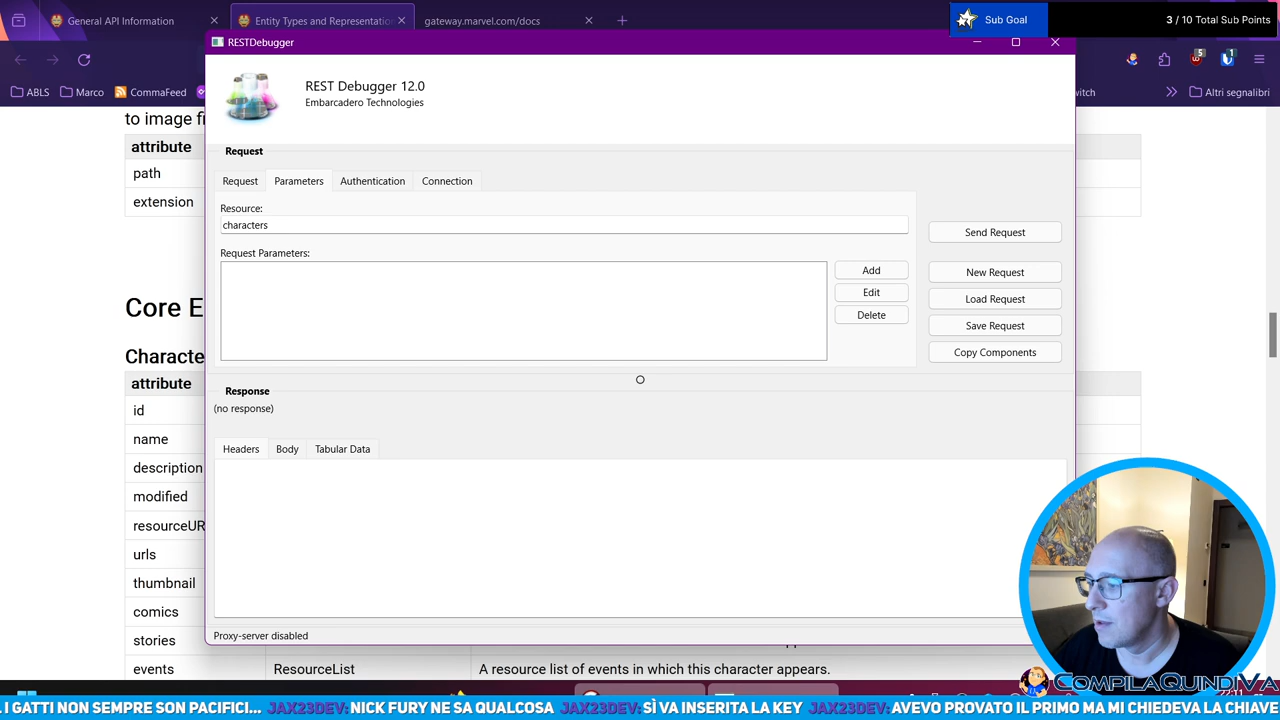 General API Information
Entity Types and Representatio
gateway.marvel.com/docs
Sub Goal
3 / 10 Total Sub Points
ABLS
Marco
CommaFeed
witch
Altri segnalibri
5
1
to image fi
attribute
path
extension
Core E
Characte
attribute
id
name
description
modified
resourceUR
urls
thumbnail
comics
stories
events
ResourceList
A resource list of events in which this character appears.
RESTDebugger
REST Debugger 12.0
Embarcadero Technologies
Request
Request
Parameters
Authentication
Connection
Resource:
characters
Request Parameters:
Add
Edit
Delete
Send Request
New Request
Load Request
Save Request
Copy Components
Response
(no response)
Headers
Body
Tabular Data
Proxy-server disabled
COMPILAQUINDIVA
I GATTI NON SEMPRE SON PACIFICI... JAX23DEV: NICK FURY NE SA QUALCOSA JAX23DEV: SÌ VA INSERITA LA KEY JAX23DEV: AVEVO PROVATO IL PRIMO MA MI CHIEDEVA LA CHIAVE